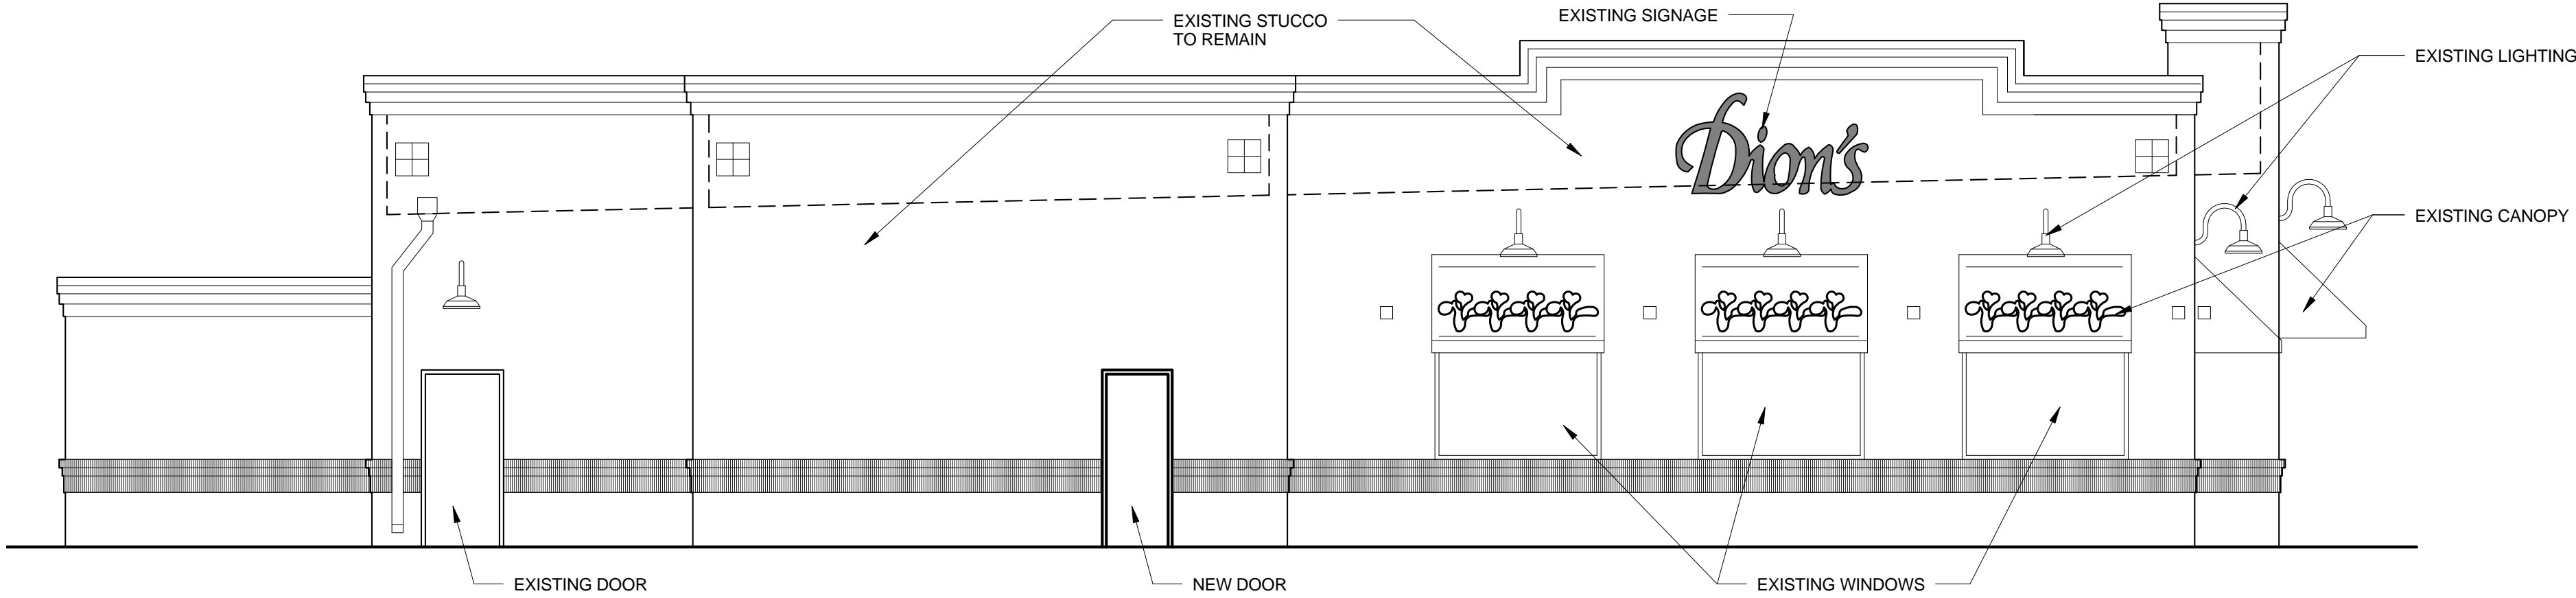 EXISTING STUCCO
TO REMAIN
EXISTING SIGNAGE
EXISTING LIGHTING
Dion's
EXISTING CANOPY
EXISTING DOOR
NEW DOOR
EXISTING WINDOWS